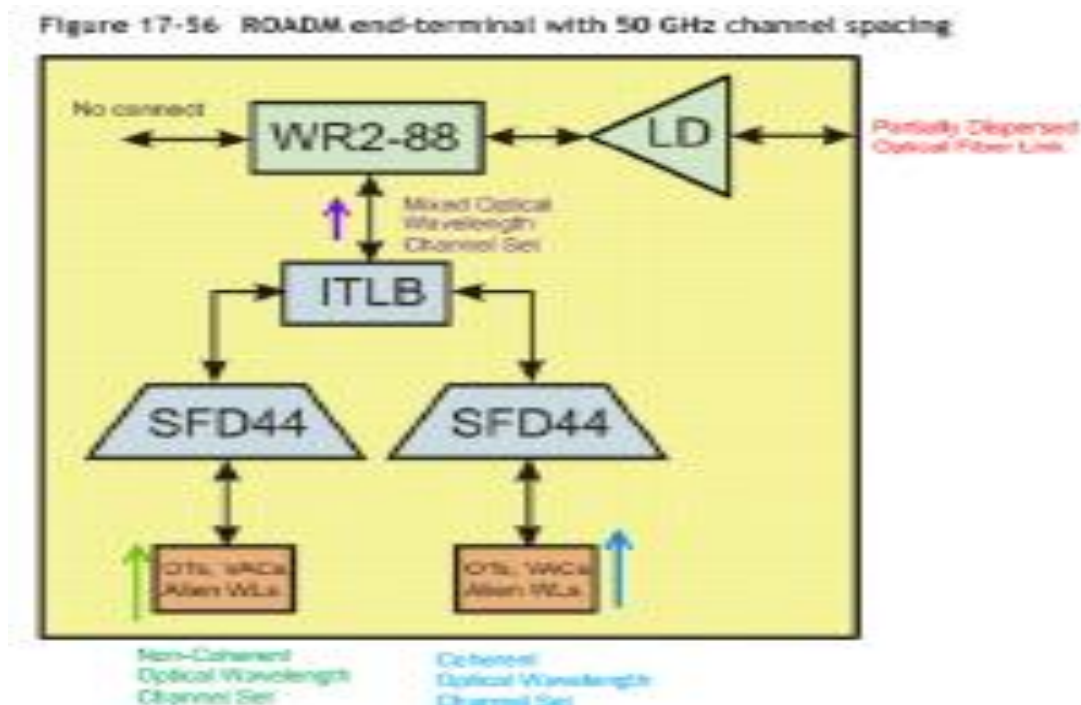 Figure 17-56 ROADM end-terminal with 50 GHz channel spacing
No connect
WR2-88
LD
Partially Dispersed
Optical Fiber Link
Mixed Optical
Wavelength
Channel Set
ITLB
SFD44
SFD44
OTs, VACs
Alien WLs
OTs, VACs
Alien WLs
Non-Coherent
Optical Wavelength
Channel Set
Coherent
Optical Wavelength
Channel Set